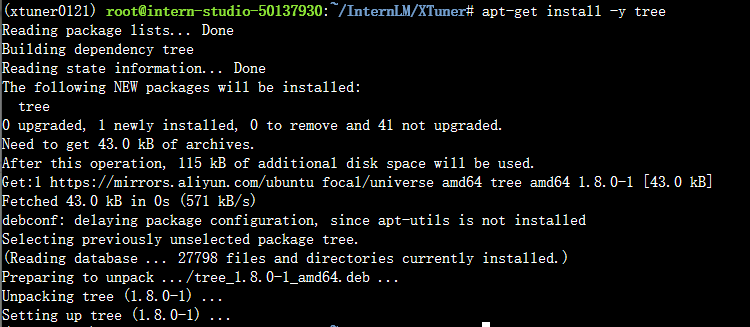 (xtuner0121) root@intern-studio-50137930:~/InternLM/XTuner# apt-get install -y tree
Reading package lists... Done
Building dependency tree
Reading state information... Done
The following NEW packages will be installed:
  tree
0 upgraded, 1 newly installed, 0 to remove and 41 not upgraded.
Need to get 43.0 kB of archives.
After this operation, 115 kB of additional disk space will be used.
Get:1 https://mirrors.aliyun.com/ubuntu focal/universe amd64 tree amd64 1.8.0-1 [43.0 kB]
Fetched 43.0 kB in 0s (571 kB/s)
debconf: delaying package configuration, since apt-utils is not installed
Selecting previously unselected package tree.
(Reading database ... 27798 files and directories currently installed.)
Preparing to unpack .../tree_1.8.0-1_amd64.deb ...
Unpacking tree (1.8.0-1) ...
Setting up tree (1.8.0-1) ...